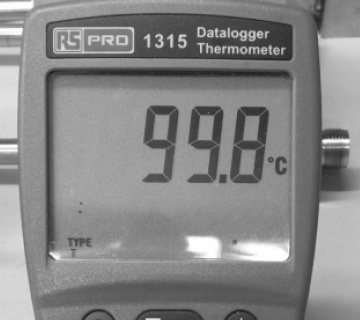 RS PRO 1315 Datalogger
Thermometer
99.8 °C
TYPE
T